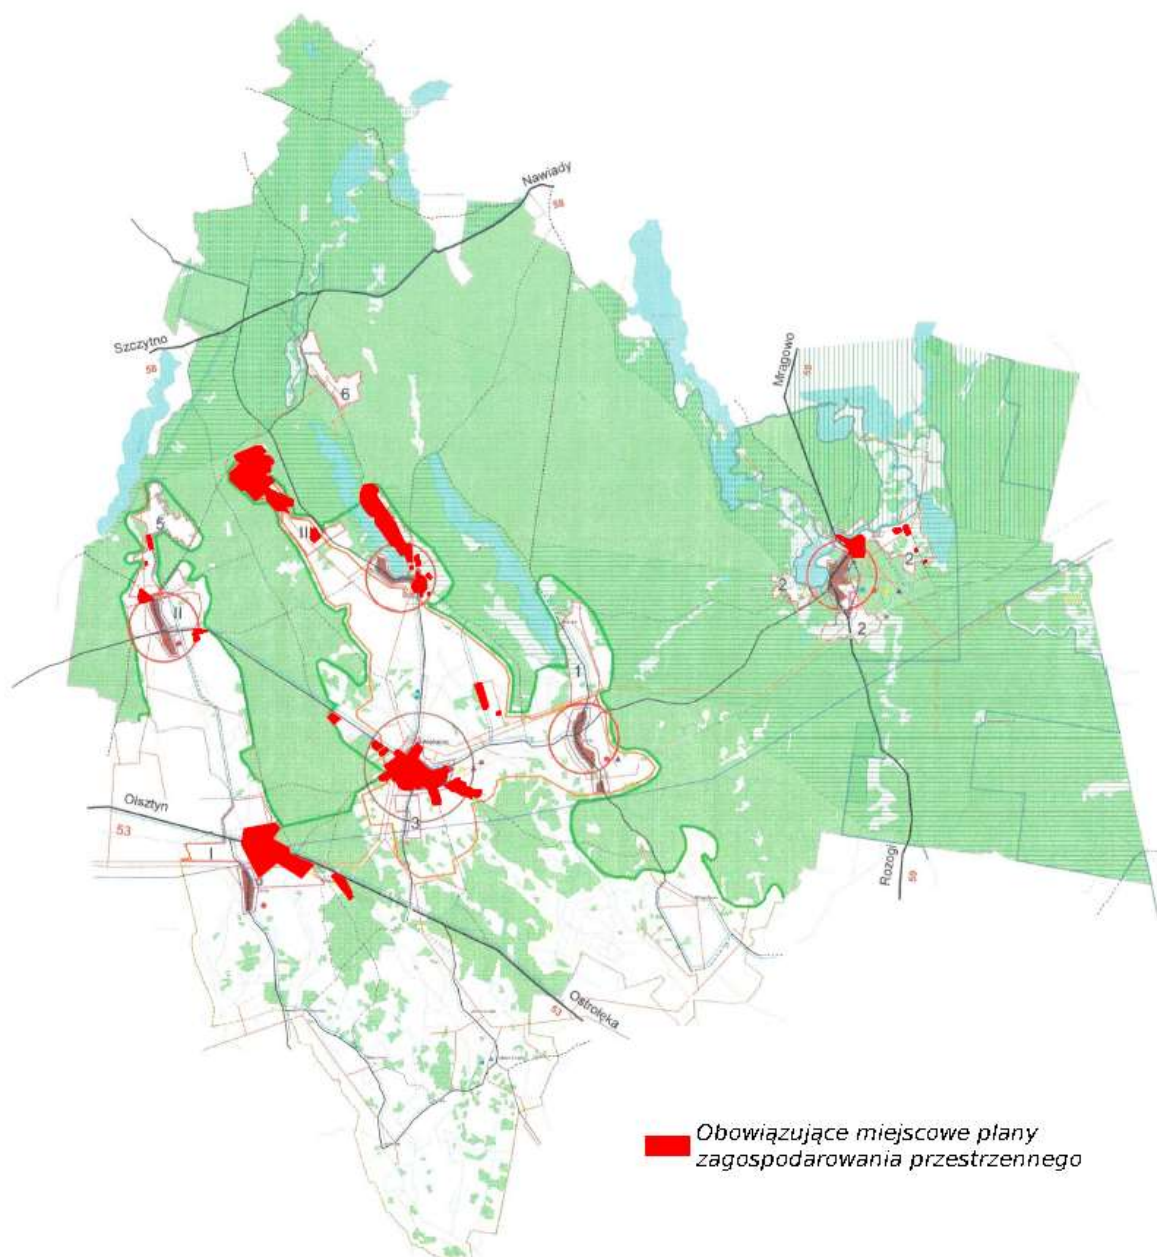 Nawiady
58
Szczytno
58
Mrągowo
59
6
5
II
II
2
2
2
1
Olsztyn
53
I
3
Rozogi
59
Ostrołęka
53
Obowiązujące miejscowe plany
zagospodarowania przestrzennego